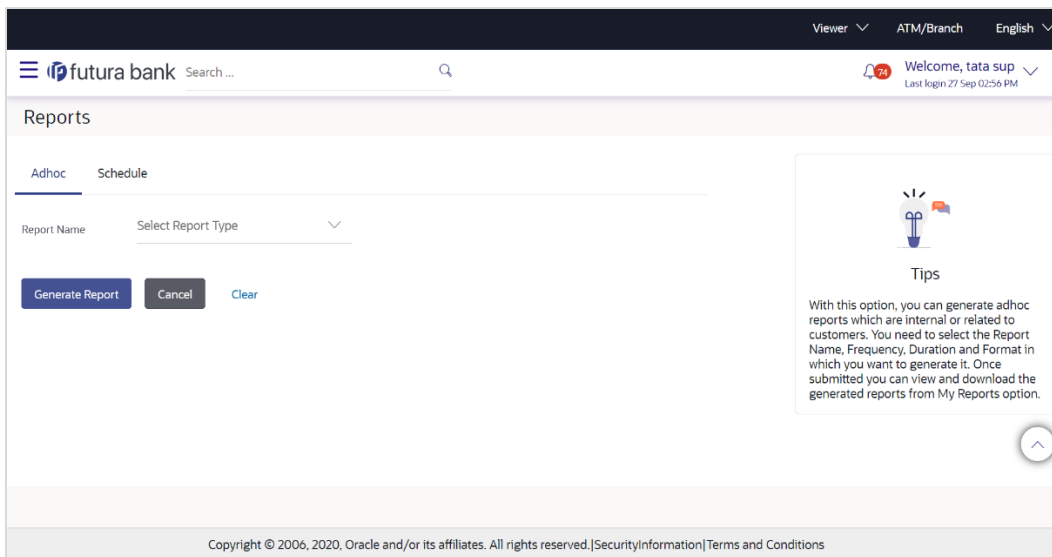 Viewer ATM/Branch English
futura bank Search ... 74 Welcome, tata sup
Last login 27 Sep 02:56 PM
Reports
Adhoc Schedule
Report Name Select Report Type
Generate Report Cancel Clear
Tips
With this option, you can generate adhoc
reports which are internal or related to
customers. You need to select the Report
Name, Frequency, Duration and Format in
which you want to generate it. Once
submitted you can view and download the
generated reports from My Reports option.
Copyright © 2006, 2020, Oracle and/or its affiliates. All rights reserved.|SecurityInformation|Terms and Conditions